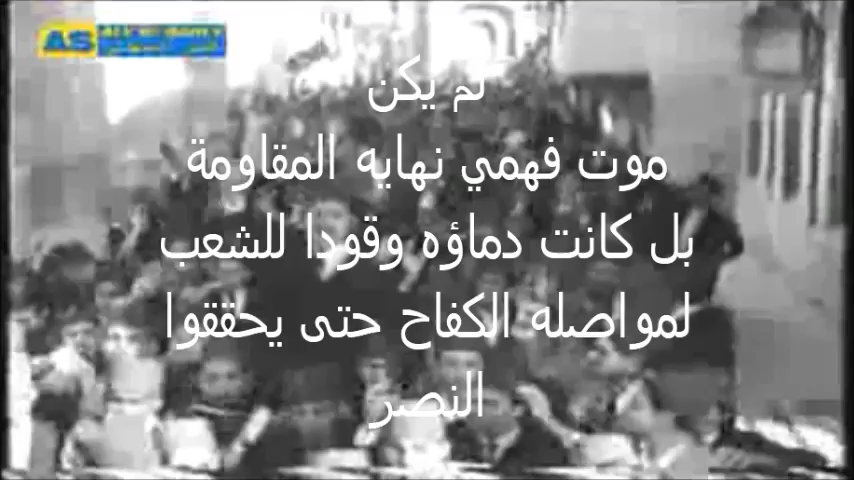 AS
لم يكن
موت فهمي نهايه المقاومة
بل كانت دماؤه وقودا للشعب
لمواصله الكفاح حتى يحققوا
النصر